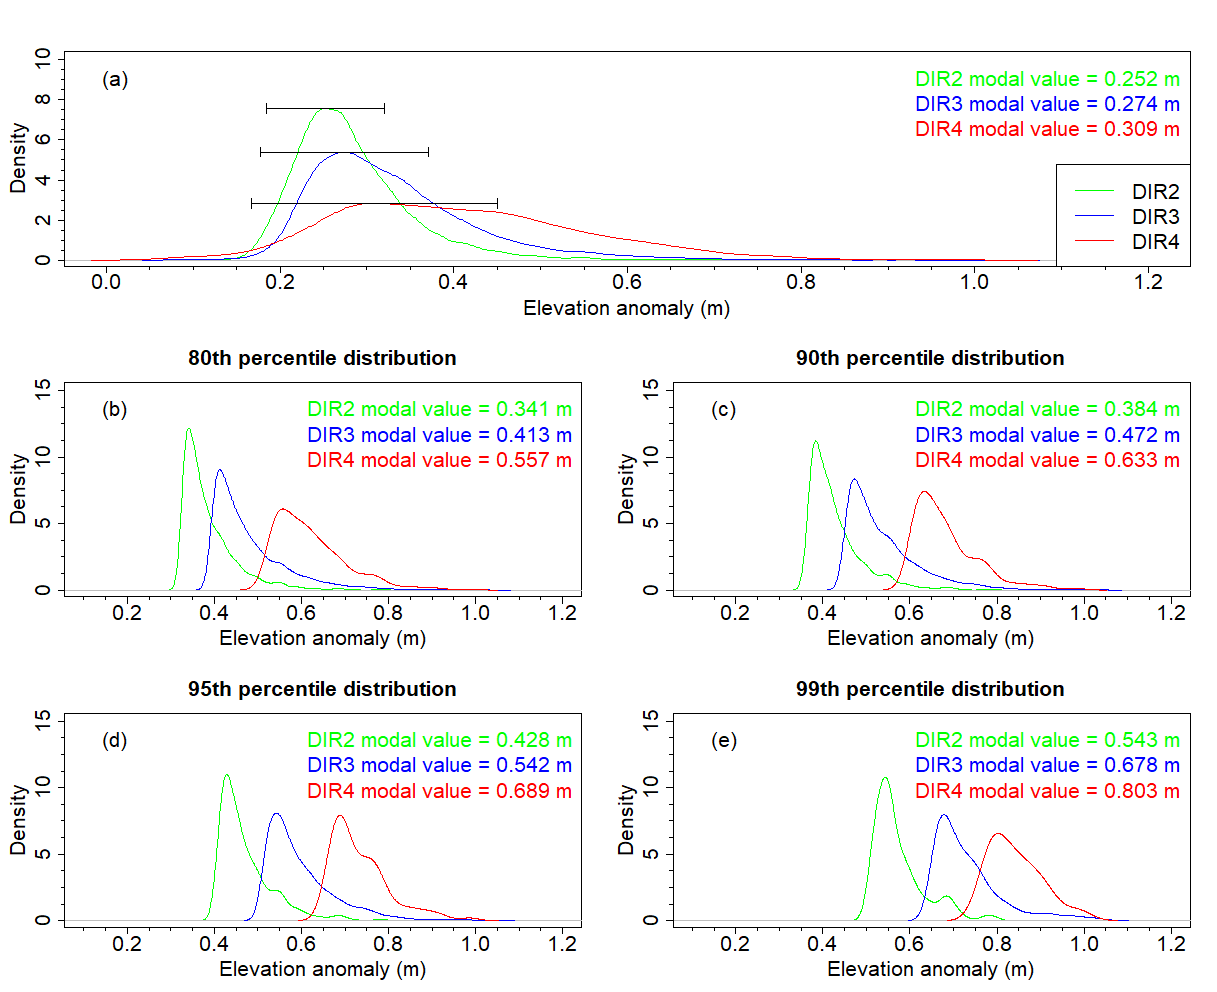 (a)
DIR2 modal value = 0.252 m
DIR3 modal value = 0.274 m
DIR4 modal value = 0.309 m
DIR2
DIR3
DIR4
Density
0 2 4 6 8 10
0.0 0.2 0.4 0.6 0.8 1.0 1.2
Elevation anomaly (m)
80th percentile distribution
(b)
DIR2 modal value = 0.341 m
DIR3 modal value = 0.413 m
DIR4 modal value = 0.557 m
Density
0 5 10 15
0.2 0.4 0.6 0.8 1.0 1.2
Elevation anomaly (m)
90th percentile distribution
(c)
DIR2 modal value = 0.384 m
DIR3 modal value = 0.472 m
DIR4 modal value = 0.633 m
Density
0 5 10 15
0.2 0.4 0.6 0.8 1.0 1.2
Elevation anomaly (m)
95th percentile distribution
(d)
DIR2 modal value = 0.428 m
DIR3 modal value = 0.542 m
DIR4 modal value = 0.689 m
Density
0 5 10 15
0.2 0.4 0.6 0.8 1.0 1.2
Elevation anomaly (m)
99th percentile distribution
(e)
DIR2 modal value = 0.543 m
DIR3 modal value = 0.678 m
DIR4 modal value = 0.803 m
Density
0 5 10 15
0.2 0.4 0.6 0.8 1.0 1.2
Elevation anomaly (m)